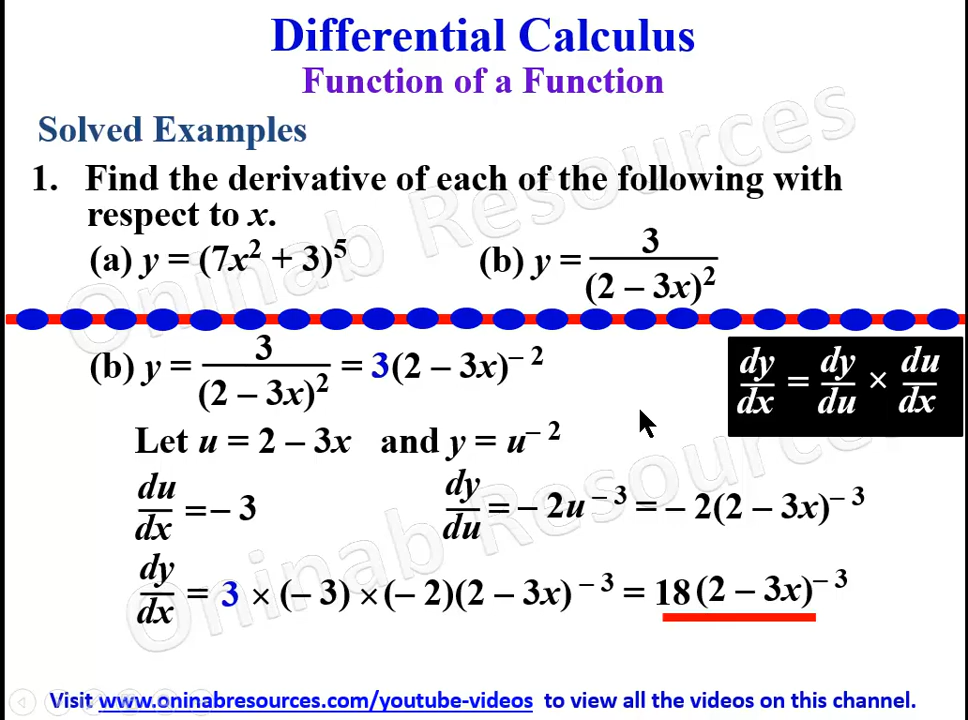 Differential Calculus
Function of a Function
Solved Examples
1. Find the derivative of each of the following with
respect to x.
(a) y = (7x² + 3)⁵ (b) y = 3/(2 – 3x)²
(b) y = 3/(2 – 3x)² = 3(2 – 3x)⁻²
dy/dx = dy/du × du/dx
Let u = 2 – 3x and y = u⁻²
du/dx = – 3 dy/du = – 2u⁻³ = – 2(2 – 3x)⁻³
dy/dx = 3 × (– 3) × (– 2)(2 – 3x)⁻³ = 18(2 – 3x)⁻³
Oninab Resources
Oninab Resources
Visit www.oninabresources.com/youtube-videos to view all the videos on this channel.